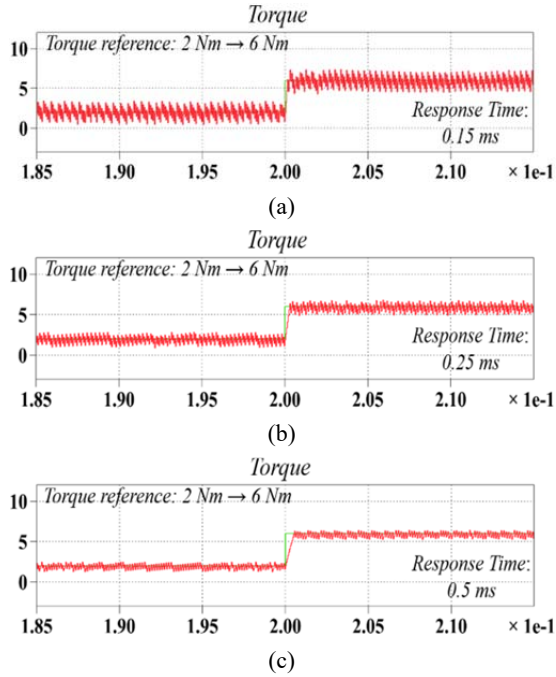 Torque
10
Torque reference: 2 Nm → 6 Nm
5
Response Time:
0
0.15 ms
1.85 1.90 1.95 2.00 2.05 2.10 × 1e-1
(a)
Torque
10
Torque reference: 2 Nm → 6 Nm
5
Response Time:
0
0.25 ms
1.85 1.90 1.95 2.00 2.05 2.10 × 1e-1
(b)
Torque
10
Torque reference: 2 Nm → 6 Nm
5
Response Time:
0
0.5 ms
1.85 1.90 1.95 2.00 2.05 2.10 × 1e-1
(c)